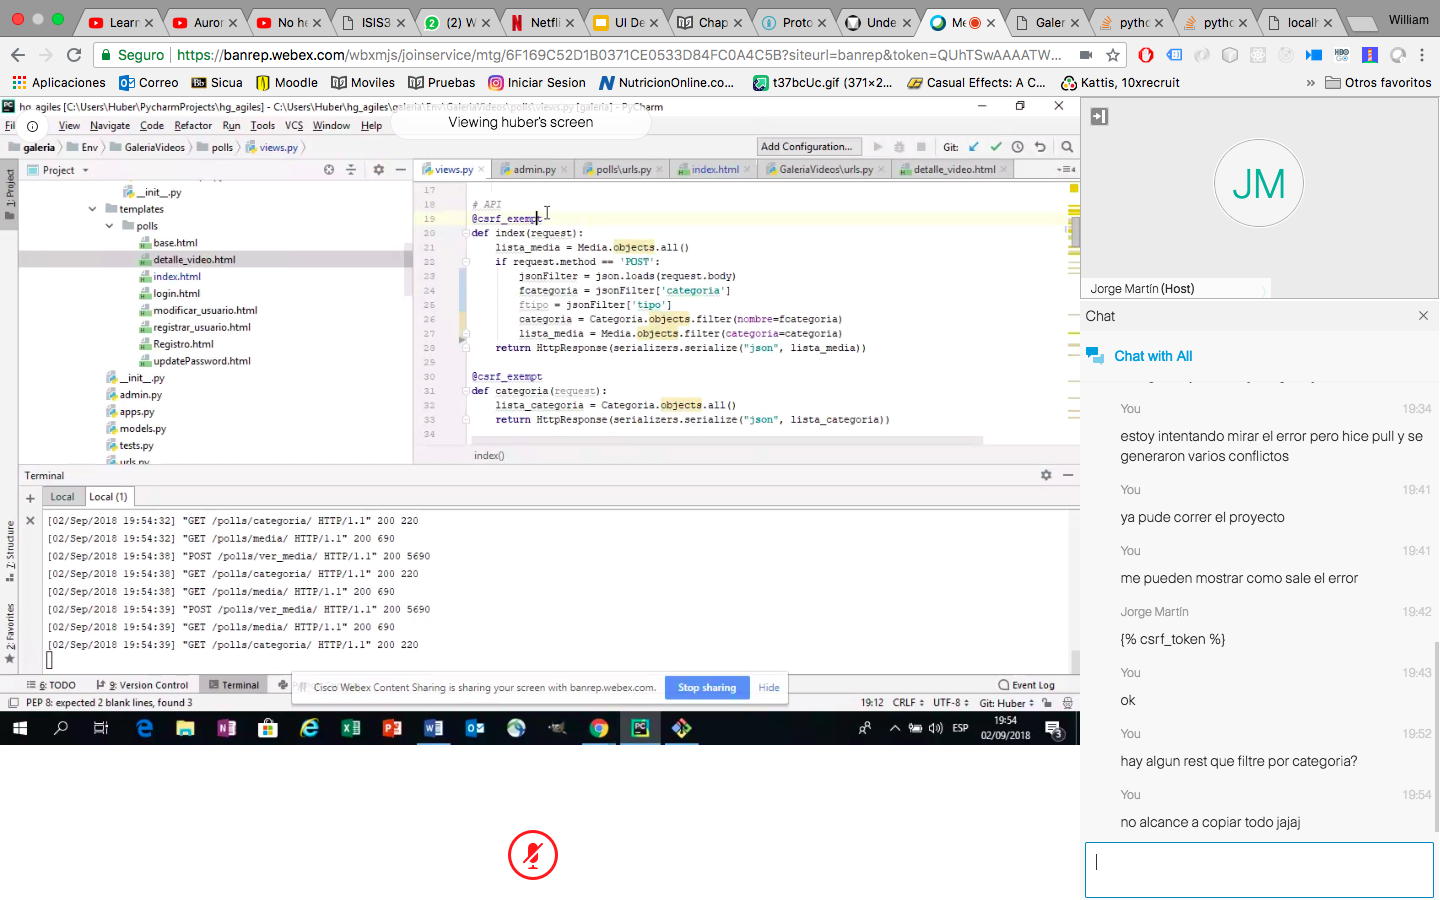 Learn
Auror
No he
ISIS3
(2) W
Netfli
UI De
Chap
Proto
Unde
Me
Galer
pytho
pytho
localh
William
Seguro
https://banrep.webex.com/wbxmjs/joinservice/mtg/6F169C52D1B0371CE0533D84FC0A4C5B?siteurl=banrep&token=QUhTSwAAAATW...
Aplicaciones
Correo
Bs Sicua
Moodle
Moviles
Pruebas
Iniciar Sesion
NutricionOnline.co...
t37bcUc.gif (371×2...
Casual Effects: A C...
Kattis, 10xrecruit
»
Otros favoritos
hg_agiles [C:\Users\Huber\PycharmProjects\hg_agiles] - C:\Users\Huber\hg_agiles\galeria\Env\GaleriaVideos\polls\views.py [galeria] - PyCharm
Viewing huber's screen
View Navigate Code Refactor Run Tools VCS Window Help
galeria Env GaleriaVideos polls views.py
Add Configuration...
Git:
Project
views.py
admin.py
polls\urls.py
index.html
GaleriaVideos\urls.py
detalle_video.html
1: Project
__init__.py
templates
polls
base.html
detalle_video.html
index.html
login.html
modificar_usuario.html
registrar_usuario.html
Registro.html
updatePassword.html
__init__.py
admin.py
apps.py
models.py
tests.py
urls.py
17
18 # API
19 @csrf_exempt
20 def index(request):
21 lista_media = Media.objects.all()
22 if request.method == 'POST':
23 jsonFilter = json.loads(request.body)
24 fcategoria = jsonFilter['categoria']
25 ftipo = jsonFilter['tipo']
26 categoria = Categoria.objects.filter(nombre=fcategoria)
27 lista_media = Media.objects.filter(categoria=categoria)
28 return HttpResponse(serializers.serialize("json", lista_media))
29
30 @csrf_exempt
31 def categoria(request):
32 lista_categoria = Categoria.objects.all()
33 return HttpResponse(serializers.serialize("json", lista_categoria))
34
index()
Terminal
Local
Local (1)
7: Structure
2: Favorites
[02/Sep/2018 19:54:32] "GET /polls/categoria/ HTTP/1.1" 200 220
[02/Sep/2018 19:54:32] "GET /polls/media/ HTTP/1.1" 200 690
[02/Sep/2018 19:54:38] "POST /polls/ver_media/ HTTP/1.1" 200 5690
[02/Sep/2018 19:54:38] "GET /polls/categoria/ HTTP/1.1" 200 220
[02/Sep/2018 19:54:38] "GET /polls/media/ HTTP/1.1" 200 690
[02/Sep/2018 19:54:39] "POST /polls/ver_media/ HTTP/1.1" 200 5690
[02/Sep/2018 19:54:39] "GET /polls/media/ HTTP/1.1" 200 690
[02/Sep/2018 19:54:39] "GET /polls/categoria/ HTTP/1.1" 200 220
6: TODO
9: Version Control
Terminal
Cisco Webex Content Sharing is sharing your screen with banrep.webex.com.
Stop sharing
Hide
Event Log
PEP 8: expected 2 blank lines, found 3
19:12 CRLF UTF-8 Git: Huber
ESP
19:54
02/09/2018
3
JM
Jorge Martín (Host)
Chat
Chat with All
You 19:34
estoy intentando mirar el error pero hice pull y se
generaron varios conflictos
You 19:41
ya pude correr el proyecto
You 19:41
me pueden mostrar como sale el error
Jorge Martín 19:42
{% csrf_token %}
You 19:43
ok
You 19:52
hay algun rest que filtre por categoria?
You 19:54
no alcance a copiar todo jajaj